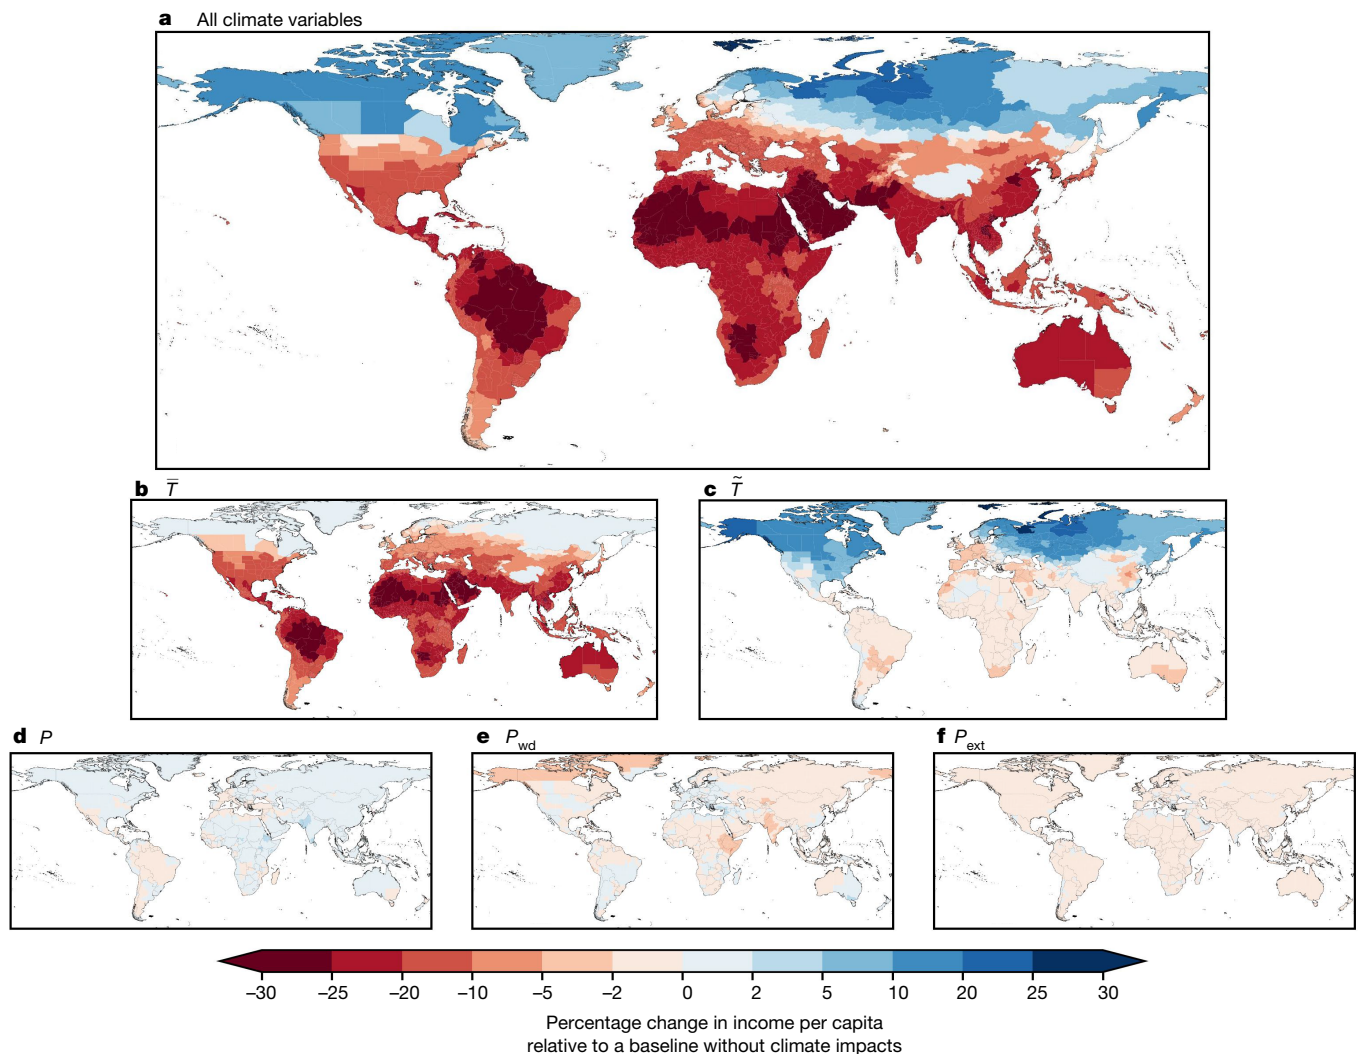 a All climate variables
b T̅
c T̃
d P
e Pwd
f Pext
–30 –25 –20 –10 –5 –2 0 2 5 10 20 25 30
Percentage change in income per capita
relative to a baseline without climate impacts